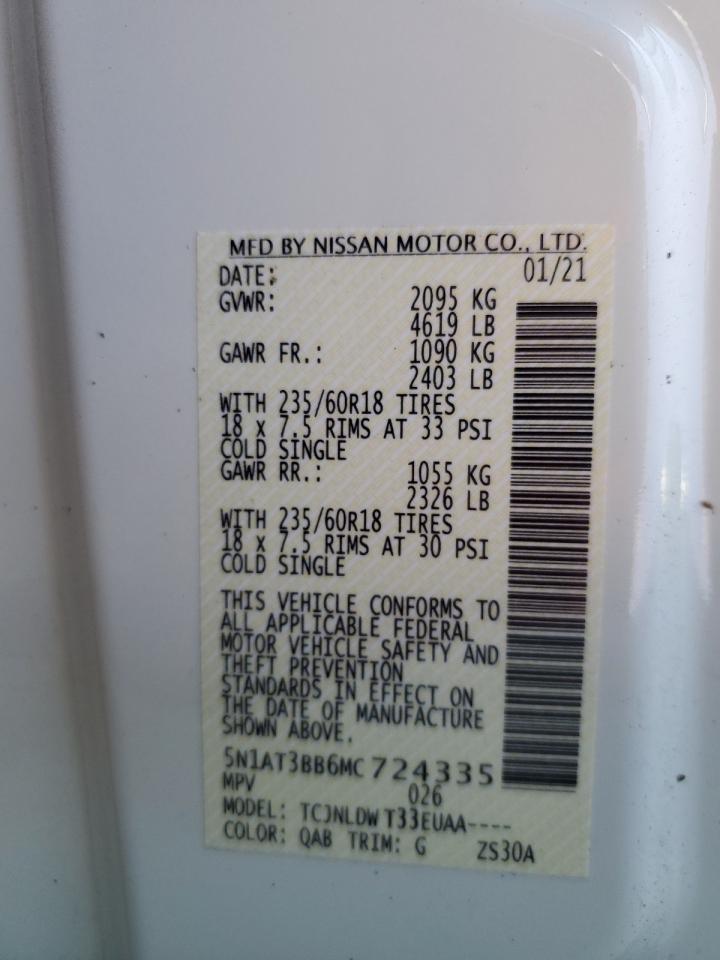 MFD BY NISSAN MOTOR CO., LTD.
DATE: 01/21
GVWR: 2095 KG
4619 LB
GAWR FR.: 1090 KG
2403 LB
WITH 235/60R18 TIRES
18 x 7.5 RIMS AT 33 PSI
COLD SINGLE
GAWR RR.: 1055 KG
2326 LB
WITH 235/60R18 TIRES
18 x 7.5 RIMS AT 30 PSI
COLD SINGLE
THIS VEHICLE CONFORMS TO
ALL APPLICABLE FEDERAL
MOTOR VEHICLE SAFETY AND
THEFT PREVENTION
STANDARDS IN EFFECT ON
THE DATE OF MANUFACTURE
SHOWN ABOVE.
5N1AT3BB6MC724335
MPV 026
MODEL: TCJNLDW T33EUAA----
COLOR: QAB TRIM: G ZS30A